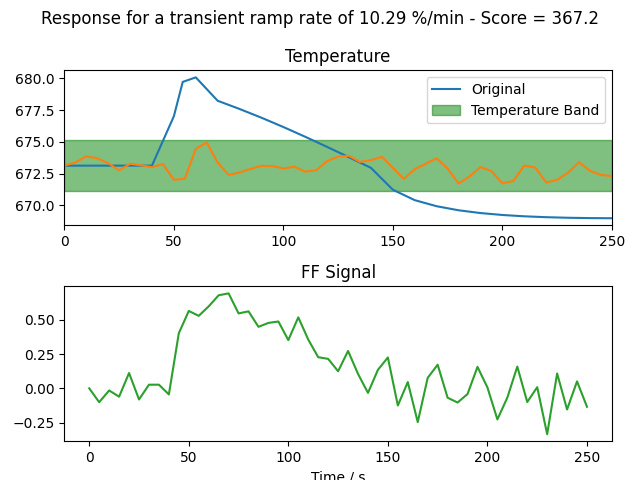 Response for a transient ramp rate of 10.29 %/min - Score = 367.2
Temperature
680.0
677.5
675.0
672.5
670.0
Original
Temperature Band
0 50 100 150 200 250
FF Signal
0.50
0.25
0.00
−0.25
0 50 100 150 200 250
Time / s